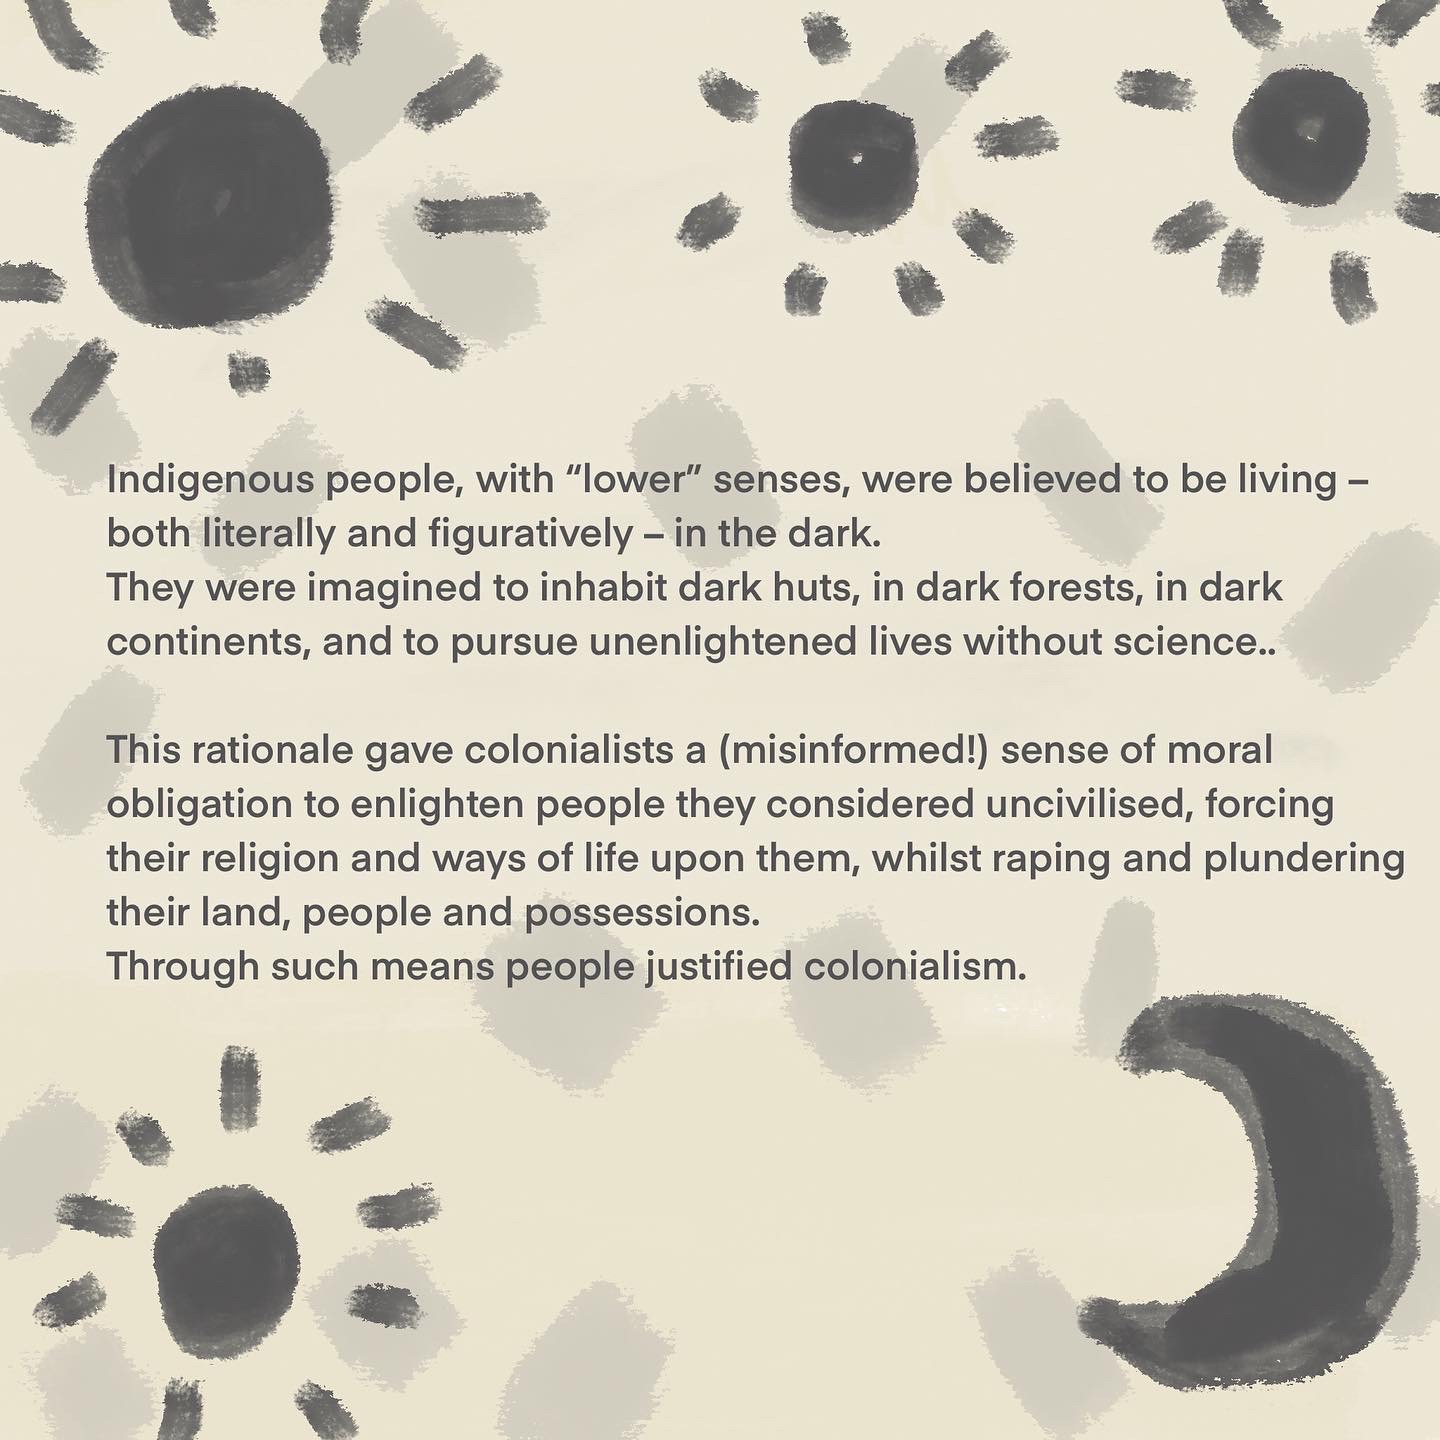 Indigenous people, with “lower” senses, were believed to be living –
both literally and figuratively – in the dark.
They were imagined to inhabit dark huts, in dark forests, in dark
continents, and to pursue unenlightened lives without science..
This rationale gave colonialists a (misinformed!) sense of moral
obligation to enlighten people they considered uncivilised, forcing
their religion and ways of life upon them, whilst raping and plundering
their land, people and possessions.
Through such means people justified colonialism.